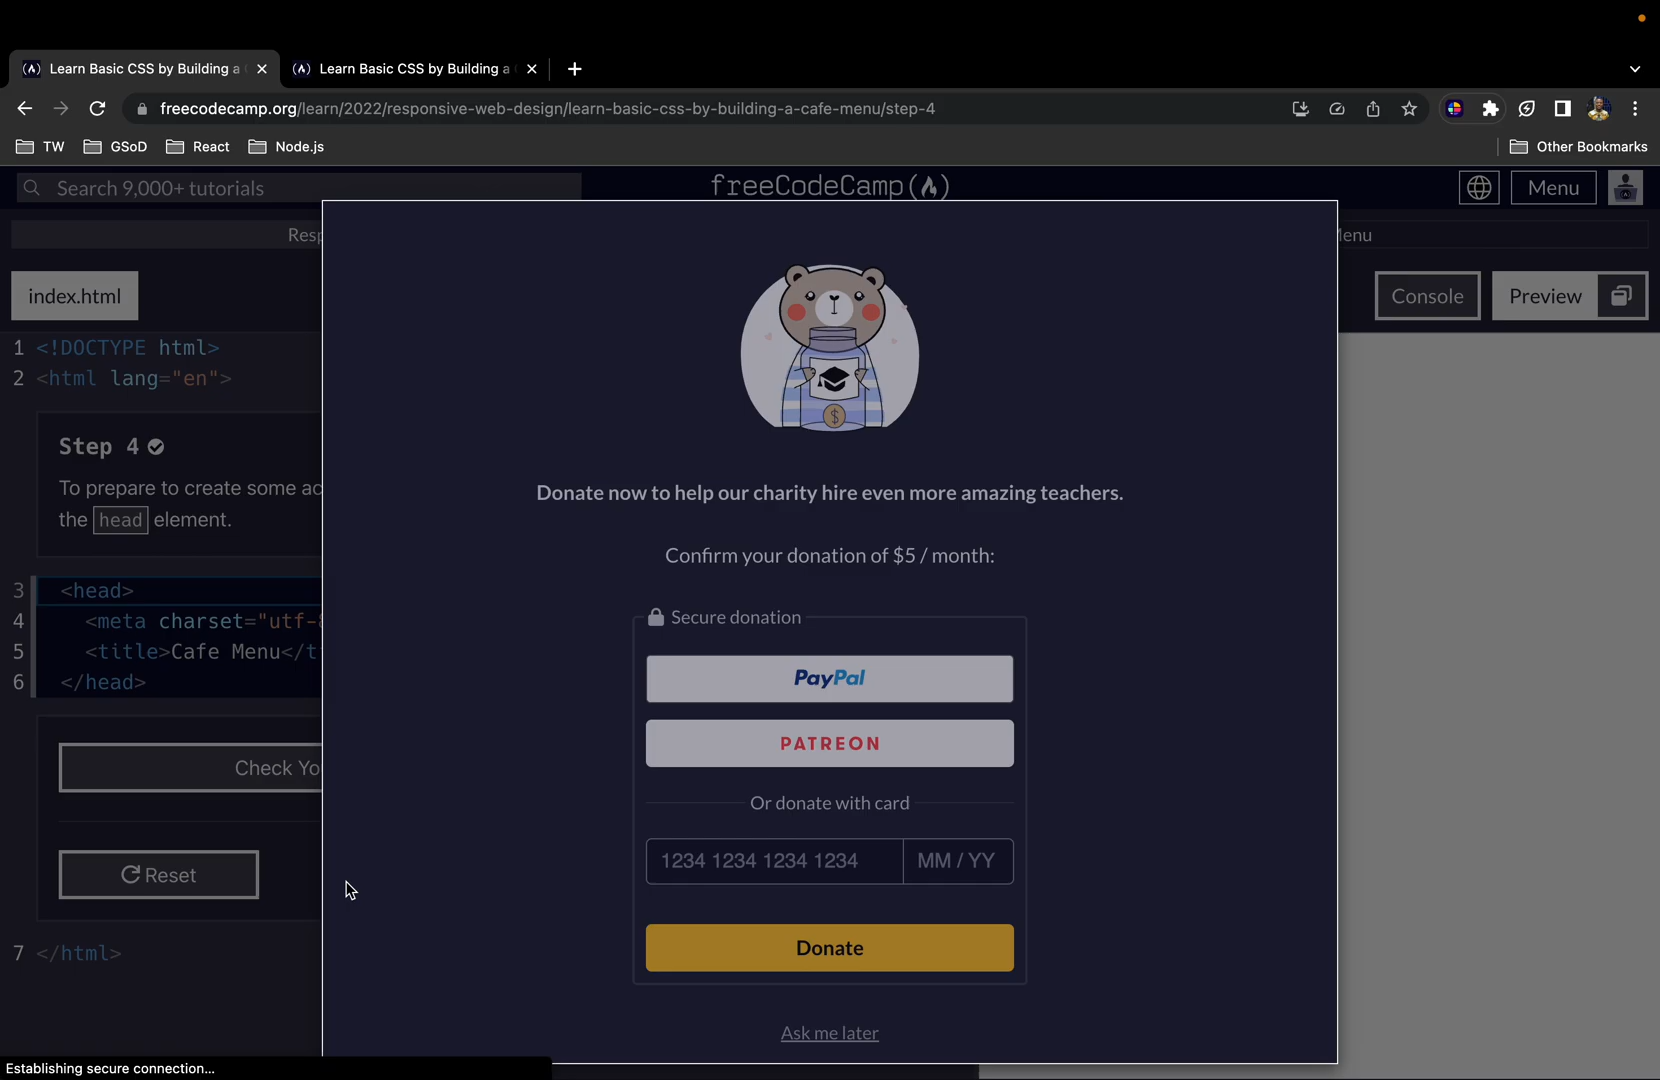 Learn Basic CSS by Building a
Learn Basic CSS by Building a
freecodecamp.org/learn/2022/responsive-web-design/learn-basic-css-by-building-a-cafe-menu/step-4
TW
GSoD
React
Node.js
Other Bookmarks
Search 9,000+ tutorials
freeCodeCamp
Menu
Resp
Menu
index.html
Console
Preview
1 <!DOCTYPE html>
2 <html lang="en">
Step 4
To prepare to create some ac
the head element.
3 <head>
4 <meta charset="utf-8
5 <title>Cafe Menu</ti
6 </head>
Check Yo
Reset
7 </html>
Donate now to help our charity hire even more amazing teachers.
Confirm your donation of $5 / month:
Secure donation
PayPal
PATREON
Or donate with card
1234 1234 1234 1234
MM / YY
Donate
Ask me later
Establishing secure connection...